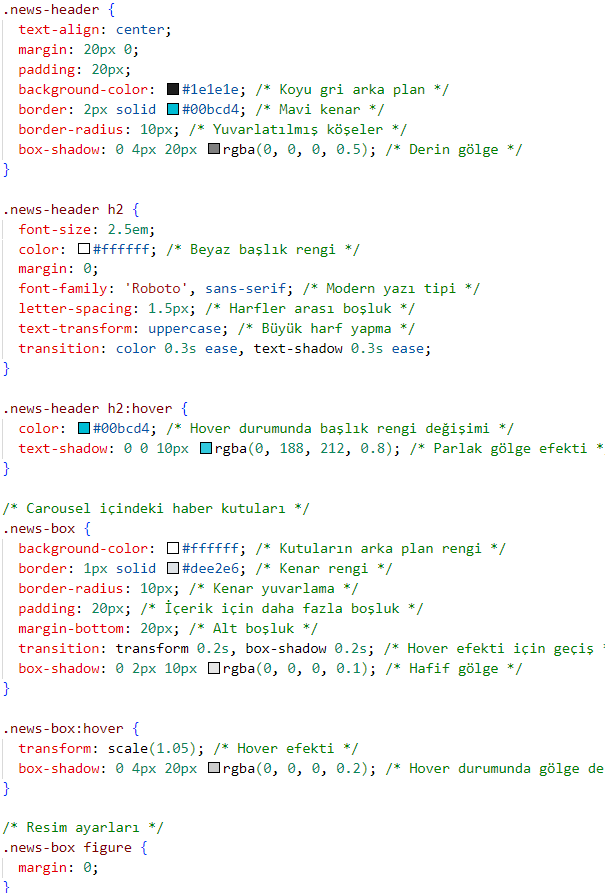 .news-header {
  text-align: center;
  margin: 20px 0;
  padding: 20px;
  background-color: #1e1e1e; /* Koyu gri arka plan */
  border: 2px solid #00bcd4; /* Mavi kenar */
  border-radius: 10px; /* Yuvarlatılmış köşeler */
  box-shadow: 0 4px 20px rgba(0, 0, 0, 0.5); /* Derin gölge */
}

.news-header h2 {
  font-size: 2.5em;
  color: #ffffff; /* Beyaz başlık rengi */
  margin: 0;
  font-family: 'Roboto', sans-serif; /* Modern yazı tipi */
  letter-spacing: 1.5px; /* Harfler arası boşluk */
  text-transform: uppercase; /* Büyük harf yapma */
  transition: color 0.3s ease, text-shadow 0.3s ease;
}

.news-header h2:hover {
  color: #00bcd4; /* Hover durumunda başlık rengi değişimi */
  text-shadow: 0 0 10px rgba(0, 188, 212, 0.8); /* Parlak gölge efekti *
}

/* Carousel içindeki haber kutuları */
.news-box {
  background-color: #ffffff; /* Kutuların arka plan rengi */
  border: 1px solid #dee2e6; /* Kenar rengi */
  border-radius: 10px; /* Kenar yuvarlama */
  padding: 20px; /* İçerik için daha fazla boşluk */
  margin-bottom: 20px; /* Alt boşluk */
  transition: transform 0.2s, box-shadow 0.2s; /* Hover efekti için geçiş *
  box-shadow: 0 2px 10px rgba(0, 0, 0, 0.1); /* Hafif gölge */
}

.news-box:hover {
  transform: scale(1.05); /* Hover efekti */
  box-shadow: 0 4px 20px rgba(0, 0, 0, 0.2); /* Hover durumunda gölge de
}

/* Resim ayarları */
.news-box figure {
  margin: 0;
}